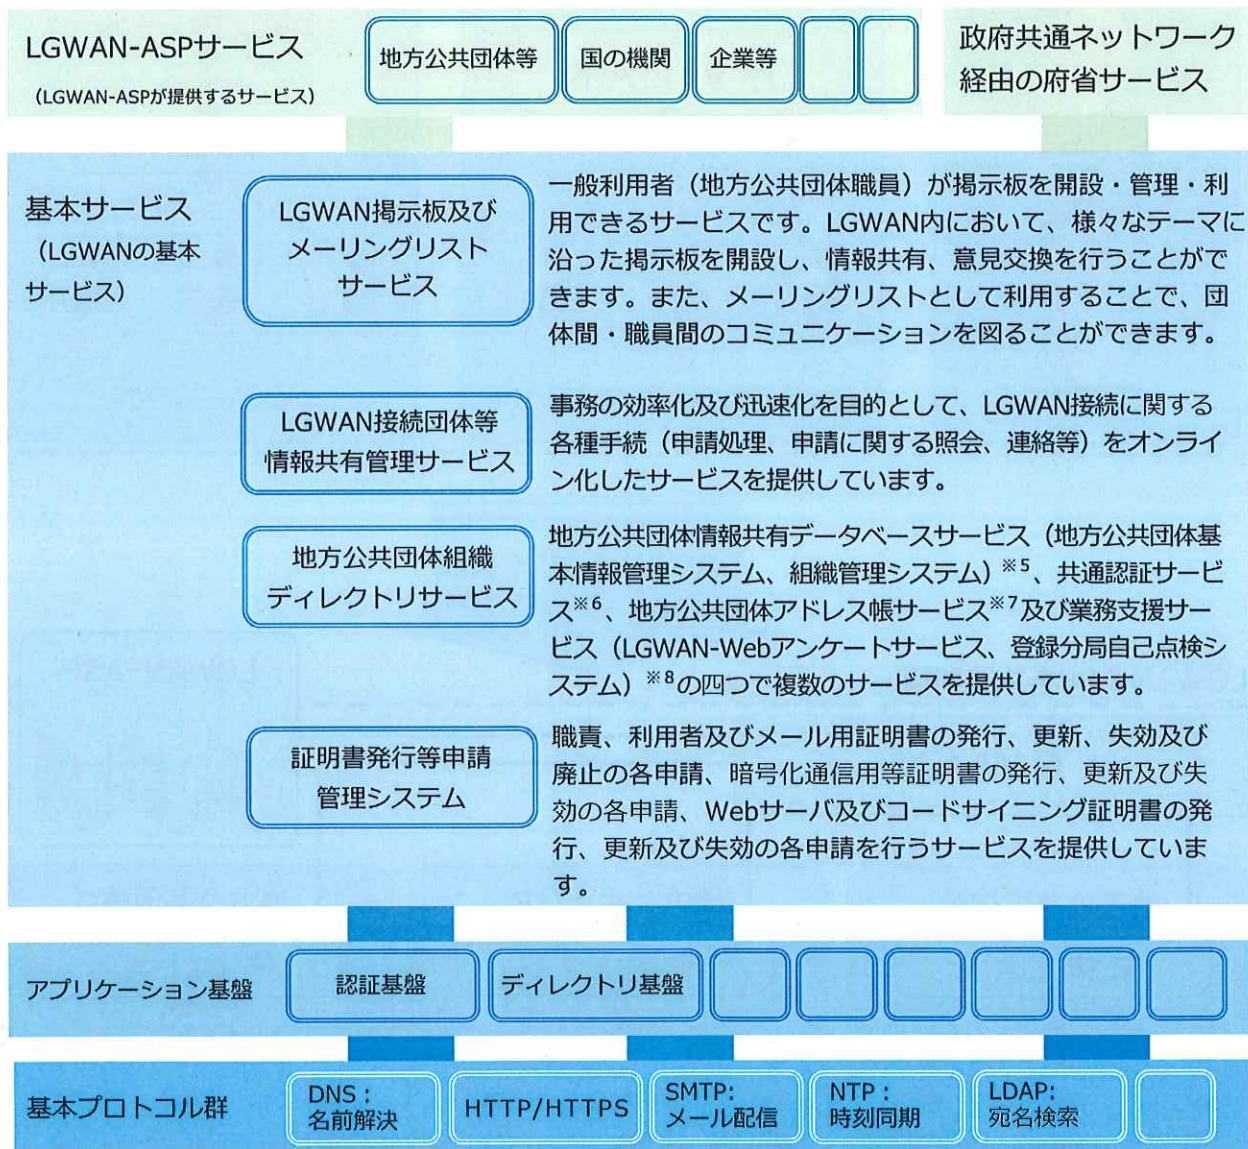 LGWAN-ASPサービス
(LGWAN-ASPが提供するサービス)
地方公共団体等
国の機関
企業等
政府共通ネットワーク
経由の府省サービス
基本サービス
(LGWANの基本
サービス)
LGWAN掲示板及び
メーリングリスト
サービス
一般利用者（地方公共団体職員）が掲示板を開設・管理・利
用できるサービスです。LGWAN内において、様々なテーマに
沿った掲示板を開設し、情報共有、意見交換を行うことがで
きます。また、メーリングリストとして利用することで、団
体間・職員間のコミュニケーションを図ることができます。
LGWAN接続団体等
情報共有管理サービス
事務の効率化及び迅速化を目的として、LGWAN接続に関する
各種手続（申請処理、申請に関する照会、連絡等）をオンライ
ン化したサービスを提供しています。
地方公共団体組織
ディレクトリサービス
地方公共団体情報共有データベースサービス（地方公共団体基
本情報管理システム、組織管理システム）※5、共通認証サービ
ス※6、地方公共団体アドレス帳サービス※7及び業務支援サー
ビス（LGWAN-Webアンケートサービス、登録分局自己点検シ
ステム）※8の四つで複数のサービスを提供しています。
証明書発行等申請
管理システム
職責、利用者及びメール用証明書の発行、更新、失効及び
廃止の各申請、暗号化通信用等証明書の発行、更新及び失
効の各申請、Webサーバ及びコードサイニング証明書の発
行、更新及び失効の各申請を行うサービスを提供していま
す。
アプリケーション基盤
認証基盤
ディレクトリ基盤
基本プロトコル群
DNS：
名前解決
HTTP/HTTPS
SMTP:
メール配信
NTP：
時刻同期
LDAP:
宛名検索